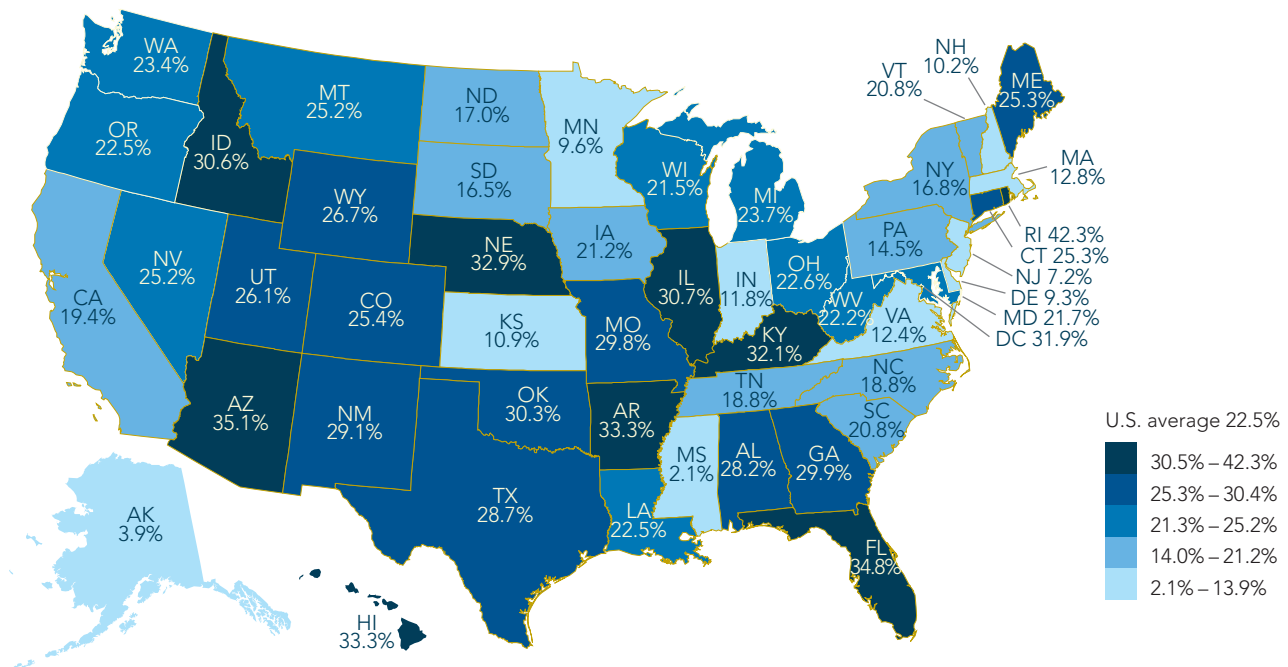 WA
23.4%
OR
22.5%
CA
19.4%
NV
25.2%
ID
30.6%
MT
25.2%
WY
26.7%
UT
26.1%
CO
25.4%
AZ
35.1%
NM
29.1%
ND
17.0%
SD
16.5%
NE
32.9%
KS
10.9%
OK
30.3%
TX
28.7%
MN
9.6%
IA
21.2%
MO
29.8%
AR
33.3%
LA
22.5%
WI
21.5%
IL
30.7%
MI
23.7%
IN
11.8%
OH
22.6%
KY
32.1%
TN
18.8%
MS
2.1%
AL
28.2%
GA
29.9%
FL
34.8%
SC
20.8%
NC
18.8%
VA
12.4%
WV
22.2%
PA
14.5%
NY
16.8%
VT
20.8%
NH
10.2%
ME
25.3%
MA
12.8%
RI 42.3%
CT 25.3%
NJ 7.2%
DE 9.3%
MD 21.7%
DC 31.9%
AK
3.9%
HI
33.3%
U.S. average 22.5%
30.5% – 42.3%
25.3% – 30.4%
21.3% – 25.2%
14.0% – 21.2%
2.1% – 13.9%